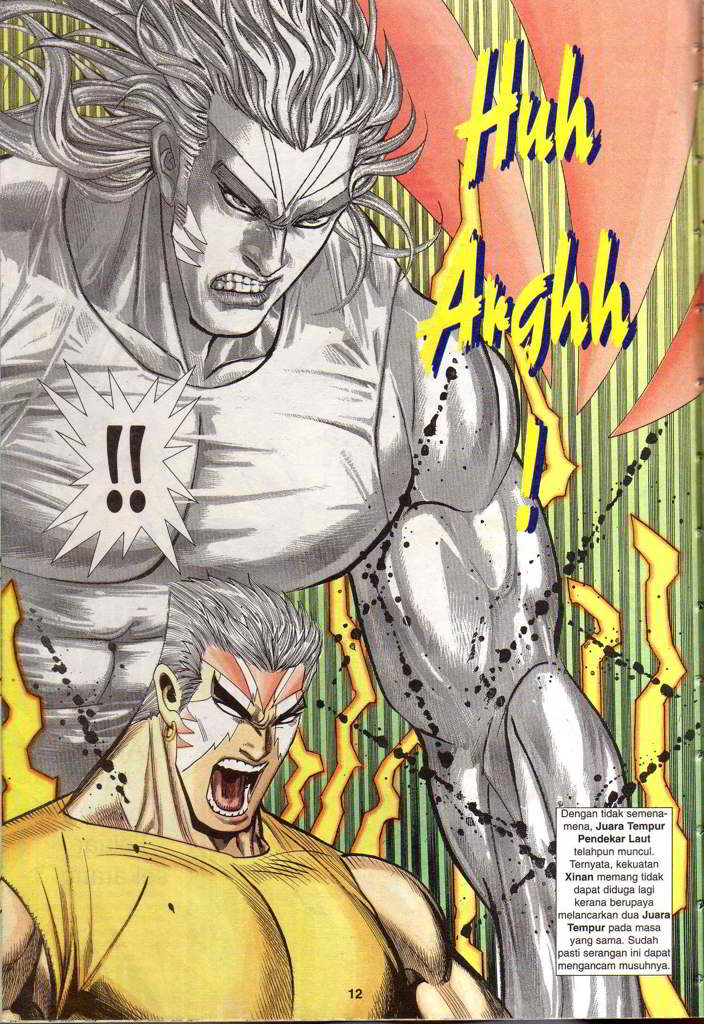 Huh
Arghh
!
!!
Dengan tidak semena-
mena, Juara Tempur
Pendekar Laut
telahpun muncul.
Ternyata, kekuatan
Xinan memang tidak
dapat diduga lagi
kerana berupaya
melancarkan dua Juara
Tempur pada masa
yang sama. Sudah
pasti serangan ini dapat
mengancam musuhnya.
12